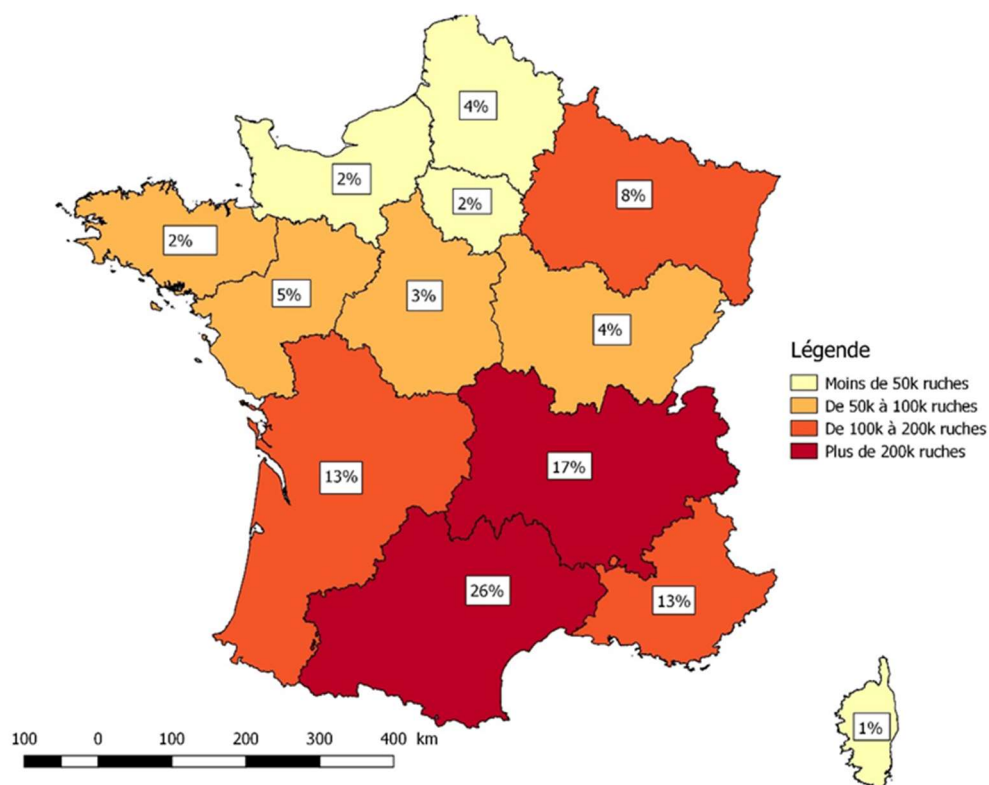 4%
2%
2%
8%
2%
5%
3%
4%
Légende
Moins de 50k ruches
De 50k à 100k ruches
De 100k à 200k ruches
Plus de 200k ruches
13%
17%
26%
13%
1%
100 0 100 200 300 400 km